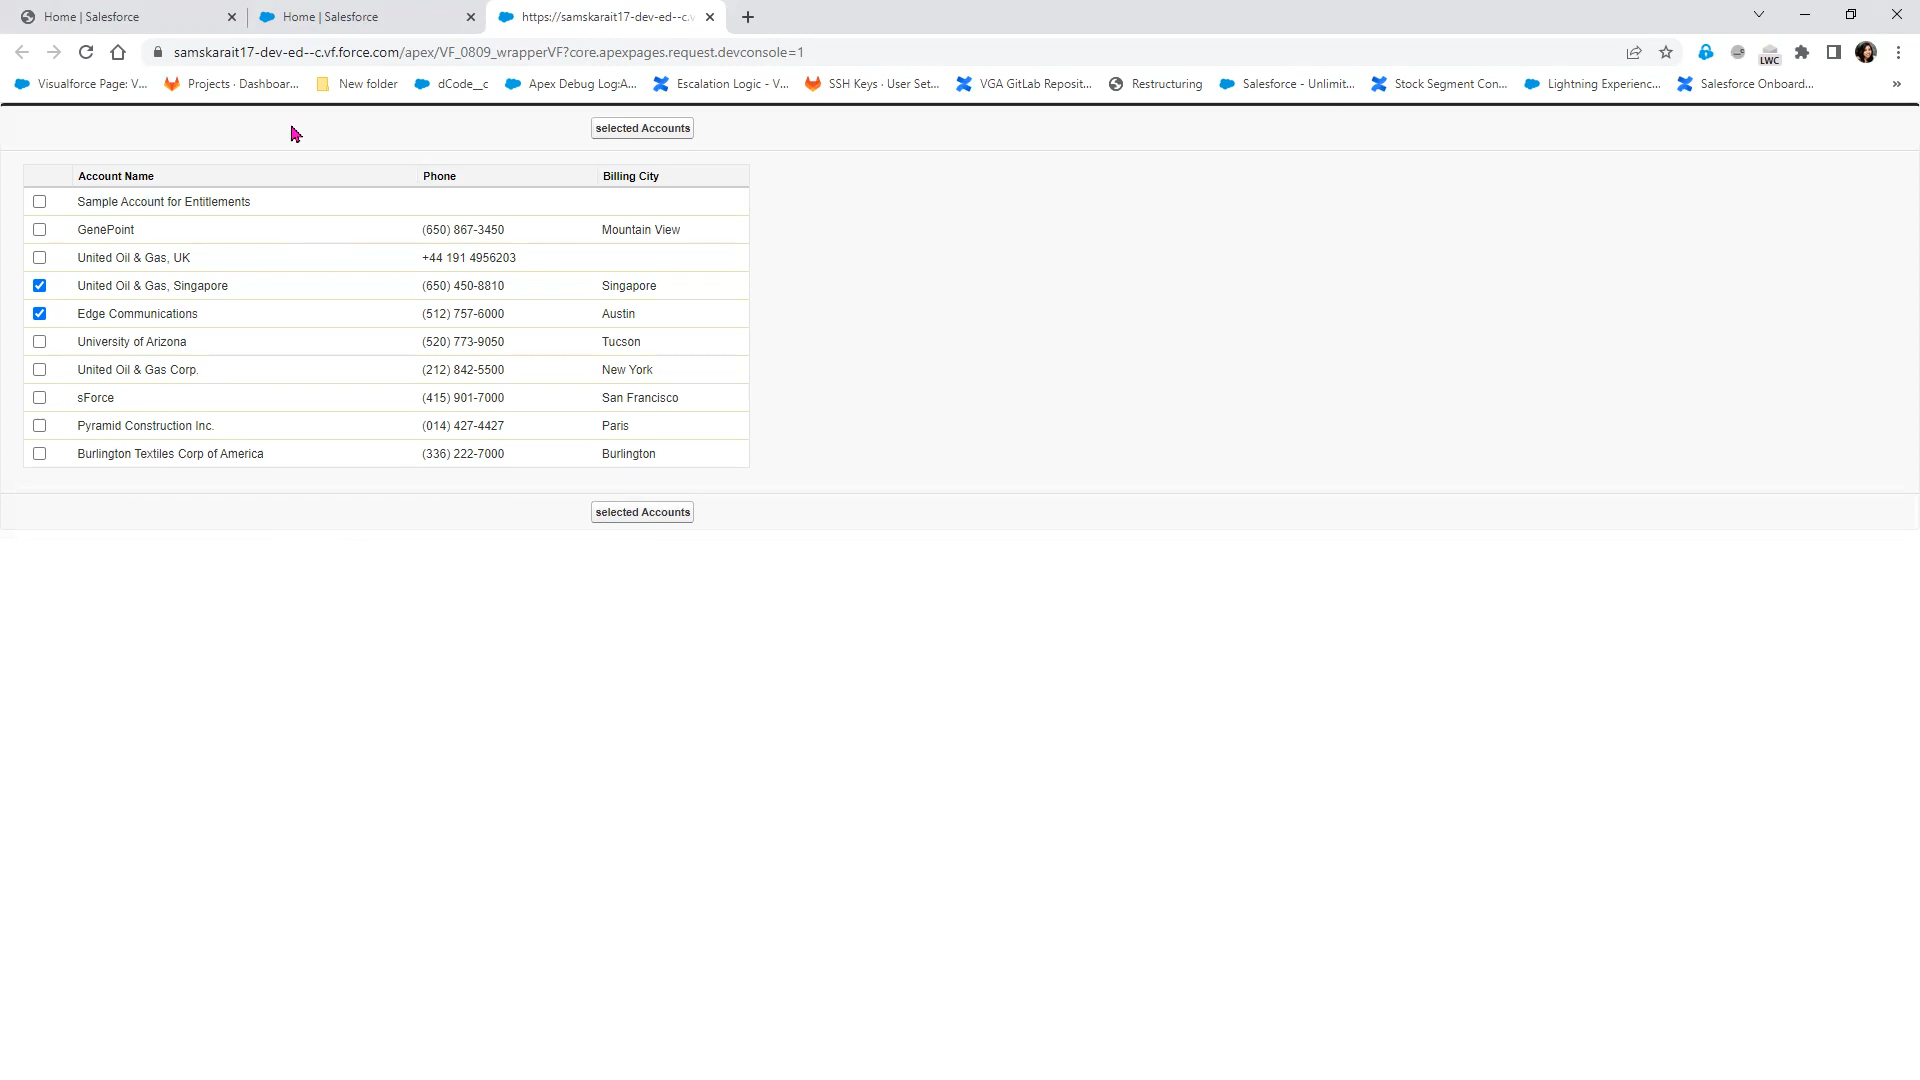 Home | Salesforce
Home | Salesforce
https://samskarait17-dev-ed--c.v
samskarait17-dev-ed--c.vf.force.com/apex/VF_0809_wrapperVF?core.apexpages.request.devconsole=1
LWC
Visualforce Page: V...
Projects · Dashboar...
New folder
dCode__c
Apex Debug Log:A...
Escalation Logic - V...
SSH Keys · User Set...
VGA GitLab Reposit...
Restructuring
Salesforce - Unlimit...
Stock Segment Con...
Lightning Experienc...
Salesforce Onboard...
»
selected Accounts
Account Name Phone Billing City
Sample Account for Entitlements
GenePoint (650) 867-3450 Mountain View
United Oil & Gas, UK +44 191 4956203
United Oil & Gas, Singapore (650) 450-8810 Singapore
Edge Communications (512) 757-6000 Austin
University of Arizona (520) 773-9050 Tucson
United Oil & Gas Corp. (212) 842-5500 New York
sForce (415) 901-7000 San Francisco
Pyramid Construction Inc. (014) 427-4427 Paris
Burlington Textiles Corp of America (336) 222-7000 Burlington
selected Accounts